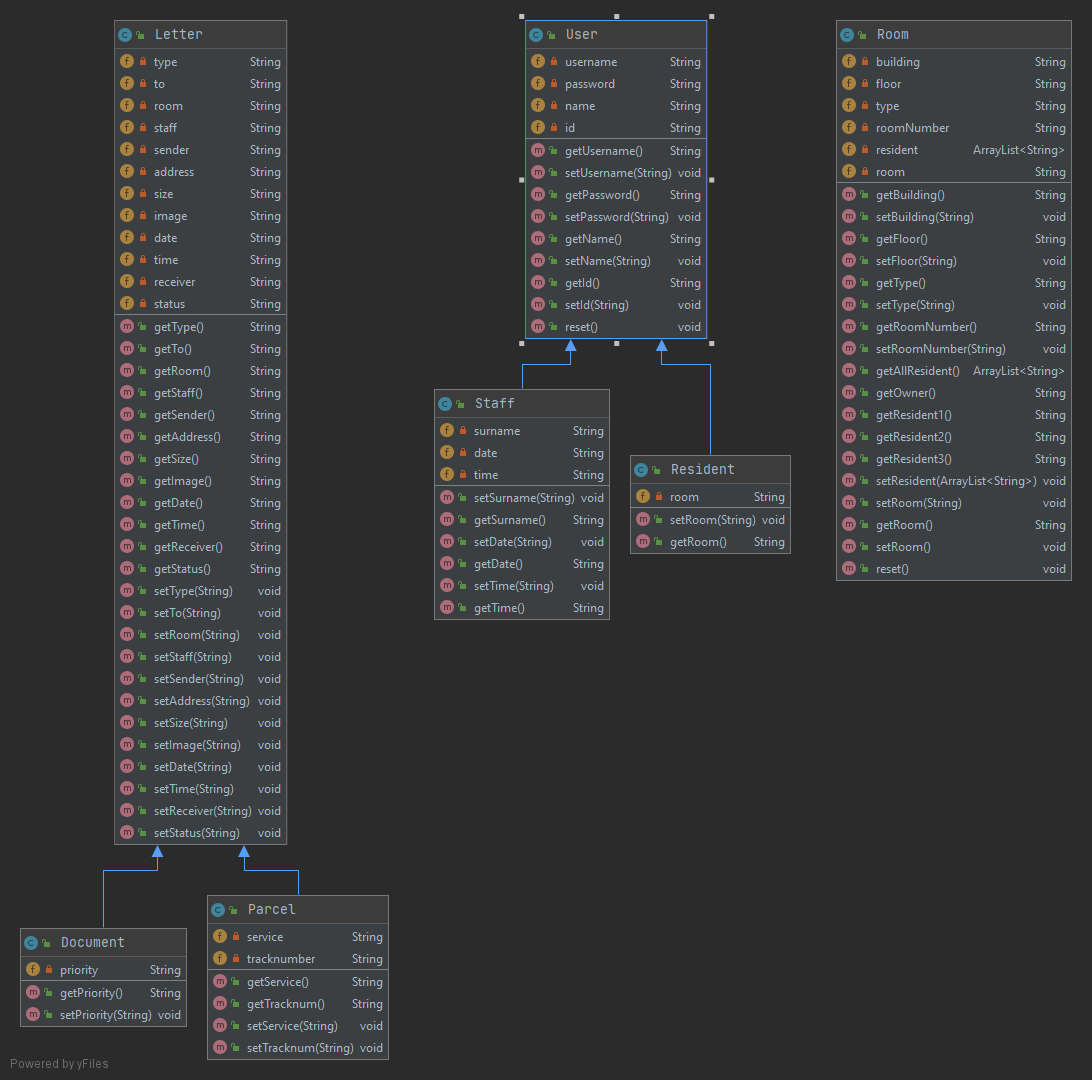 Letter
type String
to String
room String
staff String
sender String
address String
size String
image String
date String
time String
receiver String
status String
getType() String
getTo() String
getRoom() String
getStaff() String
getSender() String
getAddress() String
getSize() String
getImage() String
getDate() String
getTime() String
getReceiver() String
getStatus() String
setType(String) void
setTo(String) void
setRoom(String) void
setStaff(String) void
setSender(String) void
setAddress(String) void
setSize(String) void
setImage(String) void
setDate(String) void
setTime(String) void
setReceiver(String) void
setStatus(String) void
User
username String
password String
name String
id String
getUsername() String
setUsername(String) void
getPassword() String
setPassword(String) void
getName() String
setName(String) void
getId() String
setId(String) void
reset() void
Room
building String
floor String
type String
roomNumber String
resident ArrayList<String>
room String
getBuilding() String
setBuilding(String) void
getFloor() String
setFloor(String) void
getType() String
setType(String) void
getRoomNumber() String
setRoomNumber(String) void
getAllResident() ArrayList<String>
getOwner() String
getResident1() String
getResident2() String
getResident3() String
setResident(ArrayList<String>) void
setRoom(String) void
getRoom() String
setRoom() void
reset() void
Staff
surname String
date String
time String
setSurname(String) void
getSurname() String
setDate(String) void
getDate() String
setTime(String) void
getTime() String
Resident
room String
setRoom(String) void
getRoom() String
Document
priority String
getPriority() String
setPriority(String) void
Parcel
service String
tracknumber String
getService() String
getTracknum() String
setService(String) void
setTracknum(String) void
Powered by yFiles